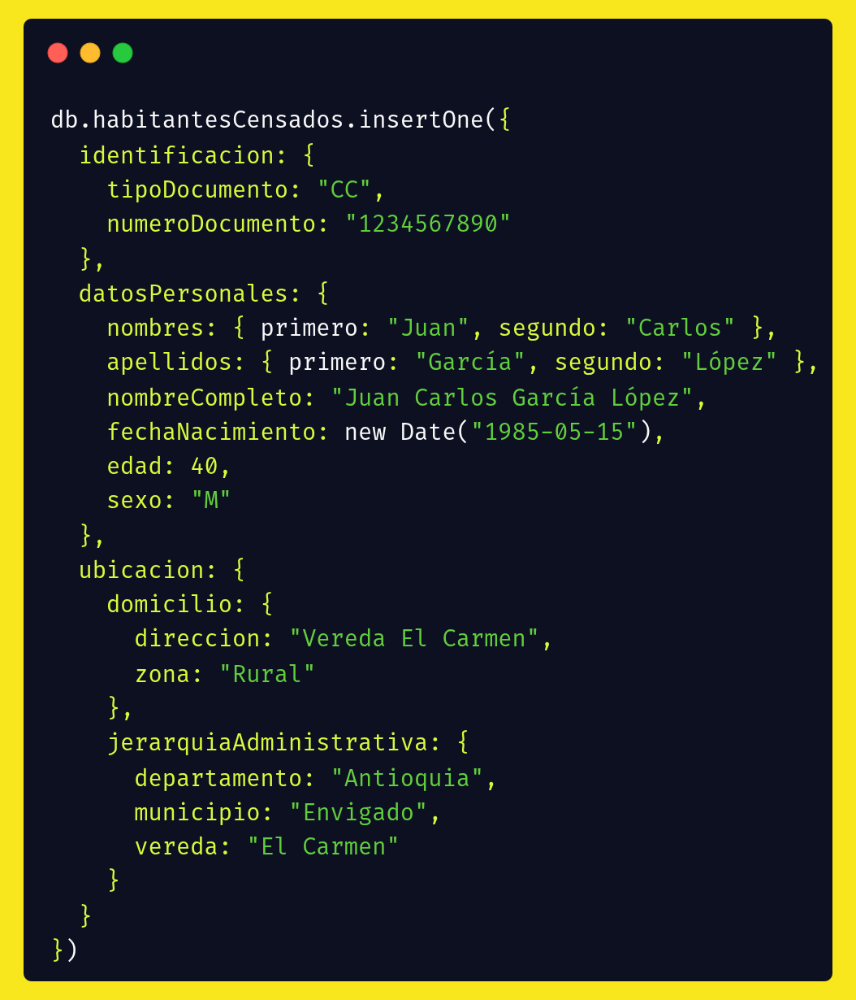 db.habitantesCensados.insertOne({
  identificacion: {
    tipoDocumento: "CC",
    numeroDocumento: "1234567890"
  },
  datosPersonales: {
    nombres: { primero: "Juan", segundo: "Carlos" },
    apellidos: { primero: "García", segundo: "López" },
    nombreCompleto: "Juan Carlos García López",
    fechaNacimiento: new Date("1985-05-15"),
    edad: 40,
    sexo: "M"
  },
  ubicacion: {
    domicilio: {
      direccion: "Vereda El Carmen",
      zona: "Rural"
    },
    jerarquiaAdministrativa: {
      departamento: "Antioquia",
      municipio: "Envigado",
      vereda: "El Carmen"
    }
  }
})